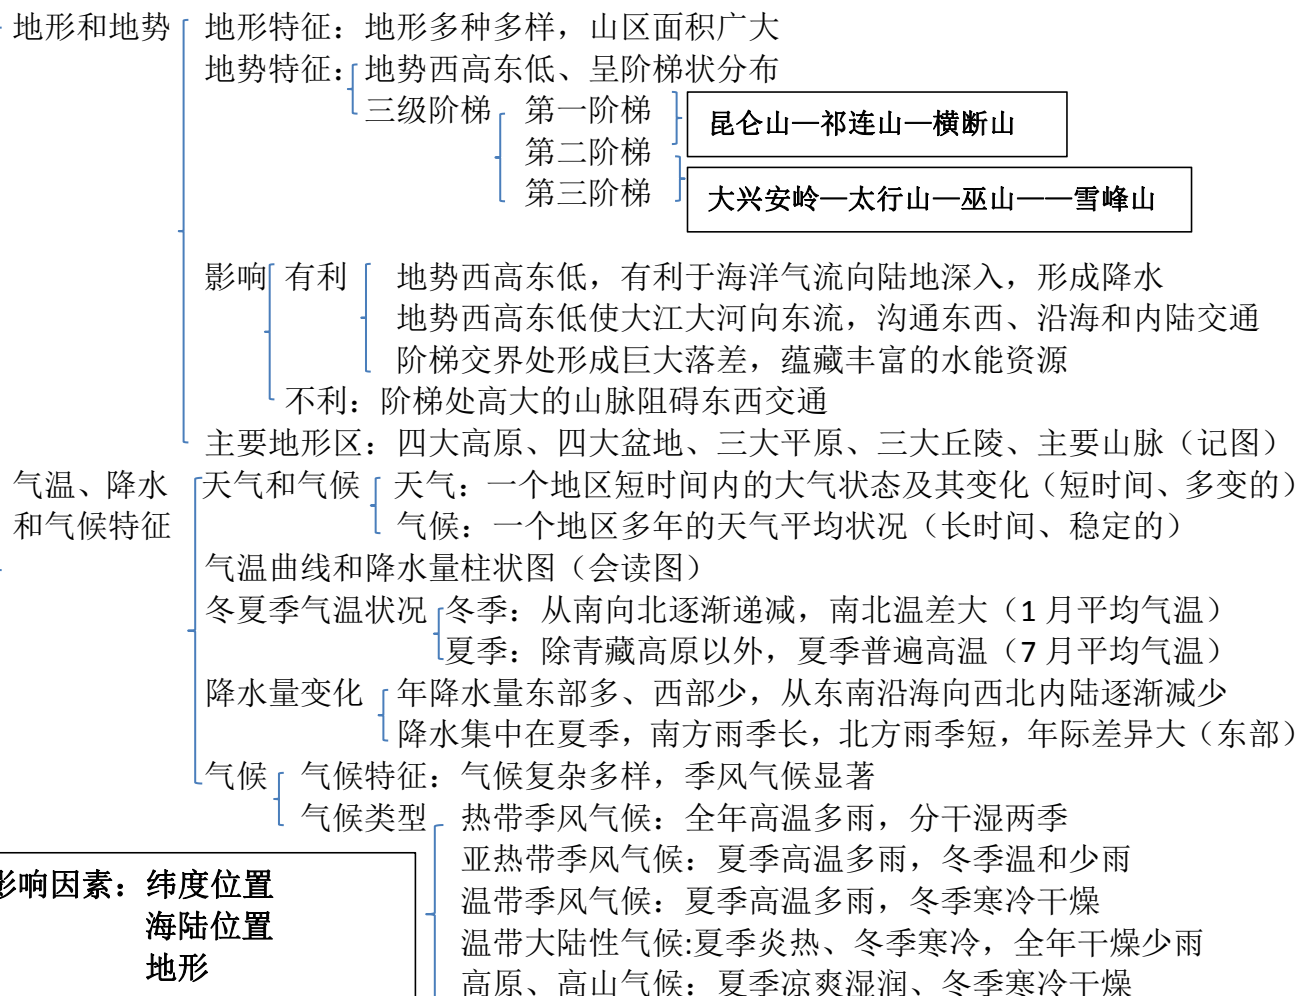 地形和地势 地形特征：地形多种多样，山区面积广大
地势特征：地势西高东低、呈阶梯状分布
三级阶梯 第一阶梯
昆仑山—祁连山—横断山
第二阶梯
第三阶梯
大兴安岭—太行山—巫山——雪峰山
影响 有利 地势西高东低，有利于海洋气流向陆地深入，形成降水
地势西高东低使大江大河向东流，沟通东西、沿海和内陆交通
阶梯交界处形成巨大落差，蕴藏丰富的水能资源
不利：阶梯处高大的山脉阻碍东西交通
主要地形区：四大高原、四大盆地、三大平原、三大丘陵、主要山脉（记图）
气温、降水 天气和气候 天气：一个地区短时间内的大气状态及其变化（短时间、多变的）
和气候特征 气候：一个地区多年的天气平均状况（长时间、稳定的）
气温曲线和降水量柱状图（会读图）
冬夏季气温状况 冬季：从南向北逐渐递减，南北温差大（1月平均气温）
夏季：除青藏高原以外，夏季普遍高温（7月平均气温）
降水量变化 年降水量东部多、西部少，从东南沿海向西北内陆逐渐减少
降水集中在夏季，南方雨季长，北方雨季短，年际差异大（东部）
气候 气候特征：气候复杂多样，季风气候显著
气候类型 热带季风气候：全年高温多雨，分干湿两季
亚热带季风气候：夏季高温多雨，冬季温和少雨
影响因素：纬度位置
温带季风气候：夏季高温多雨，冬季寒冷干燥
海陆位置
温带大陆性气候:夏季炎热、冬季寒冷，全年干燥少雨
地形
高原、高山气候：夏季凉爽湿润、冬季寒冷干燥